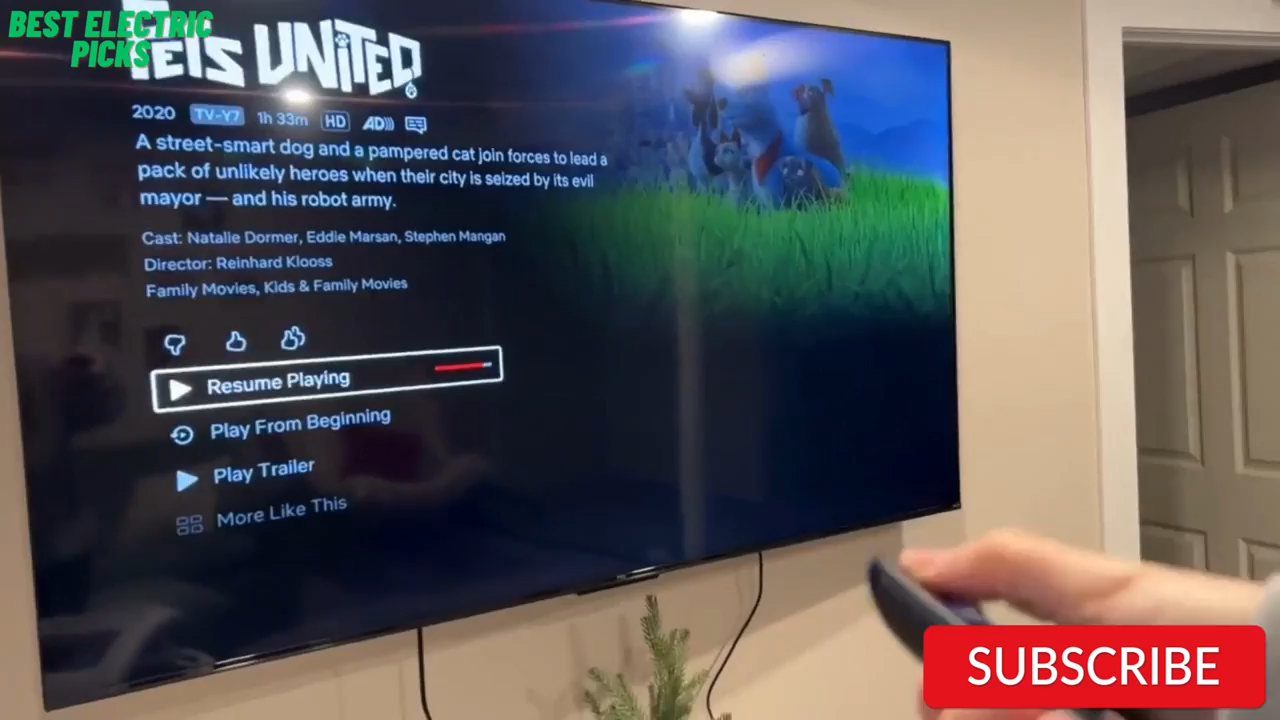 BEST ELECTRIC
PICKS
PETS UNITED
2020 TV-Y7 1h 33m HD AD
A street-smart dog and a pampered cat join forces to lead a
pack of unlikely heroes when their city is seized by its evil
mayor — and his robot army.
Cast: Natalie Dormer, Eddie Marsan, Stephen Mangan
Director: Reinhard Klooss
Family Movies, Kids & Family Movies
Resume Playing
Play From Beginning
Play Trailer
More Like This
SUBSCRIBE